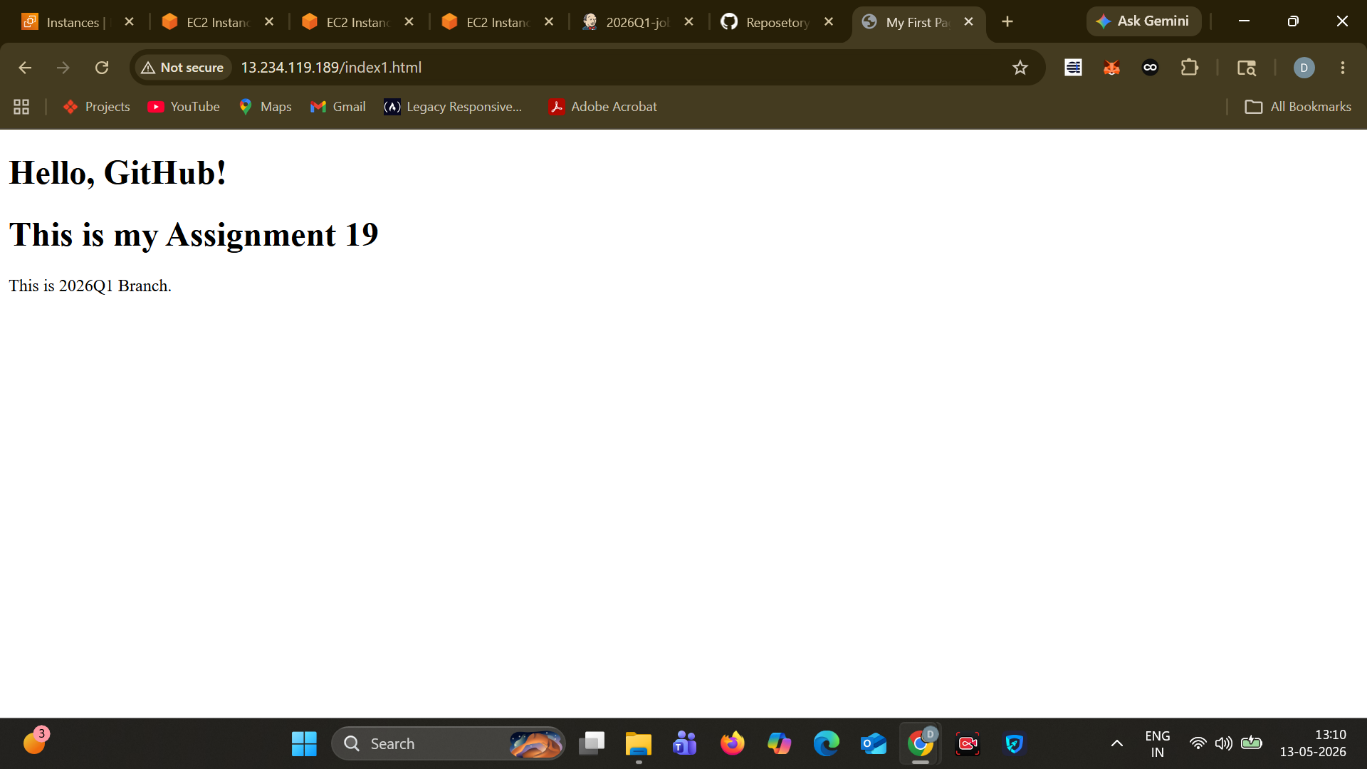 Instances |
EC2 Instanc
EC2 Instanc
EC2 Instanc
2026Q1-jo
Reposetory
My First Pa
Ask Gemini
Not secure
13.234.119.189/index1.html
D
Projects
YouTube
Maps
Gmail
Legacy Responsive...
Adobe Acrobat
All Bookmarks
Hello, GitHub!
This is my Assignment 19
This is 2026Q1 Branch.
3
Search
D
ENG
IN
13:10
13-05-2026